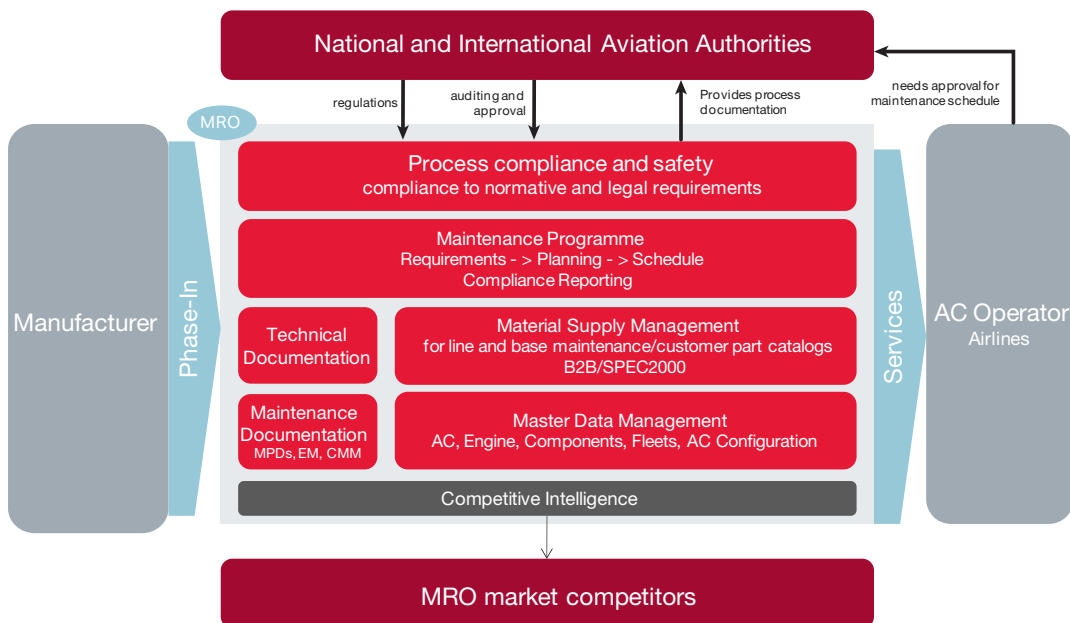 National and International Aviation Authorities
regulations
auditing and
approval
Provides process
documentation
needs approval for
maintenance schedule
MRO
Manufacturer
Phase-In
Process compliance and safety
compliance to normative and legal requirements
Maintenance Programme
Requirements - > Planning - > Schedule
Compliance Reporting
Technical
Documentation
Material Supply Management
for line and base maintenance/customer part catalogs
B2B/SPEC2000
Maintenance
Documentation
MPDs, EM, CMM
Master Data Management
AC, Engine, Components, Fleets, AC Configuration
Competitive Intelligence
Services
AC Operator
Airlines
MRO market competitors